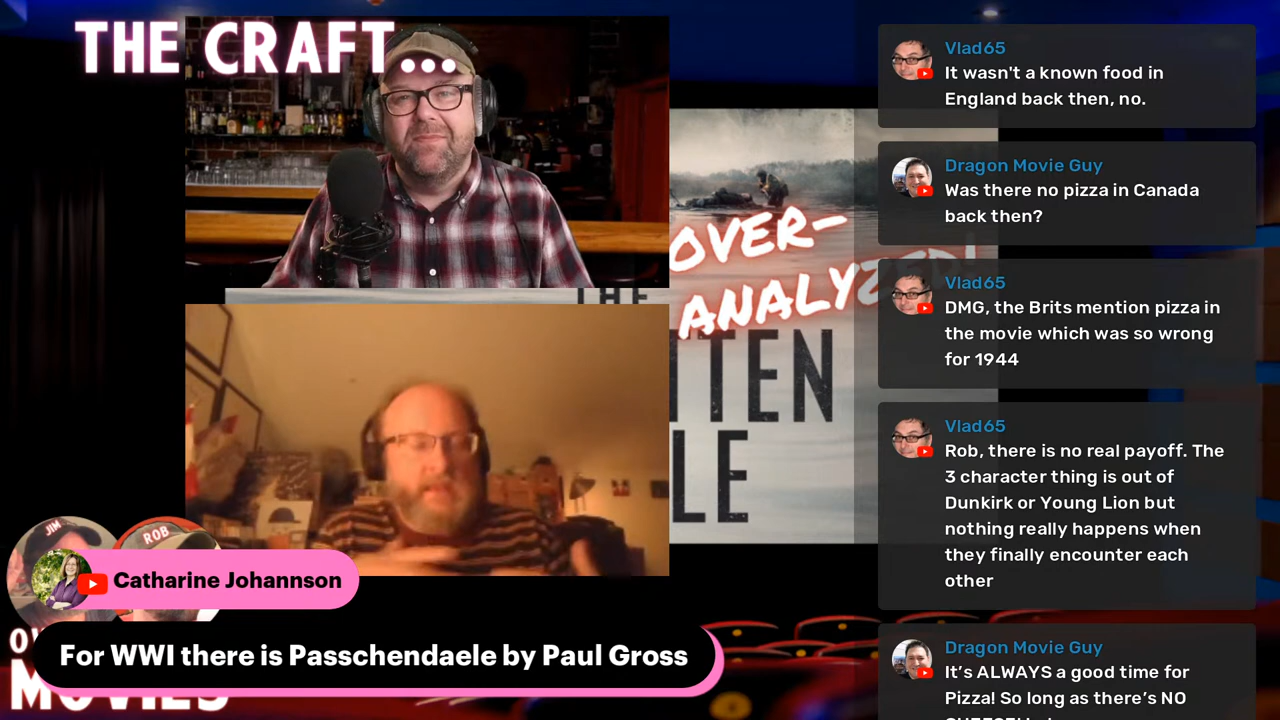 THE CRAFT...
OVER-
ANALYZED!
THE
TTEN
LE
JIM
ROB
Catharine Johannson
For WWI there is Passchendaele by Paul Gross
MOVIES
Vlad65
It wasn't a known food in
England back then, no.
Dragon Movie Guy
Was there no pizza in Canada
back then?
Vlad65
DMG, the Brits mention pizza in
the movie which was so wrong
for 1944
Vlad65
Rob, there is no real payoff. The
3 character thing is out of
Dunkirk or Young Lion but
nothing really happens when
they finally encounter each
other
Dragon Movie Guy
It’s ALWAYS a good time for
Pizza! So long as there’s NO